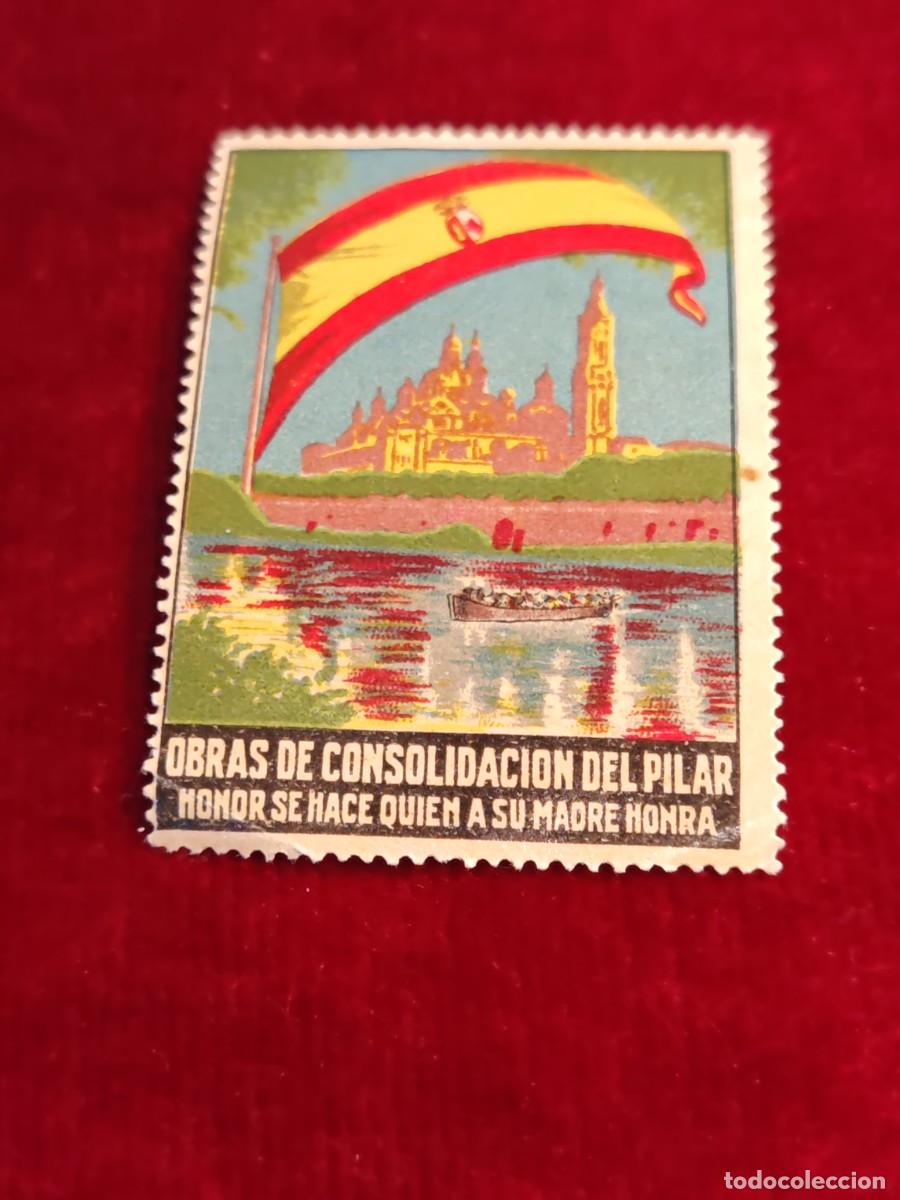 OBRAS DE CONSOLIDACION DEL PILAR
HONOR SE HACE QUIEN A SU MADRE HONRA
todocoleccion